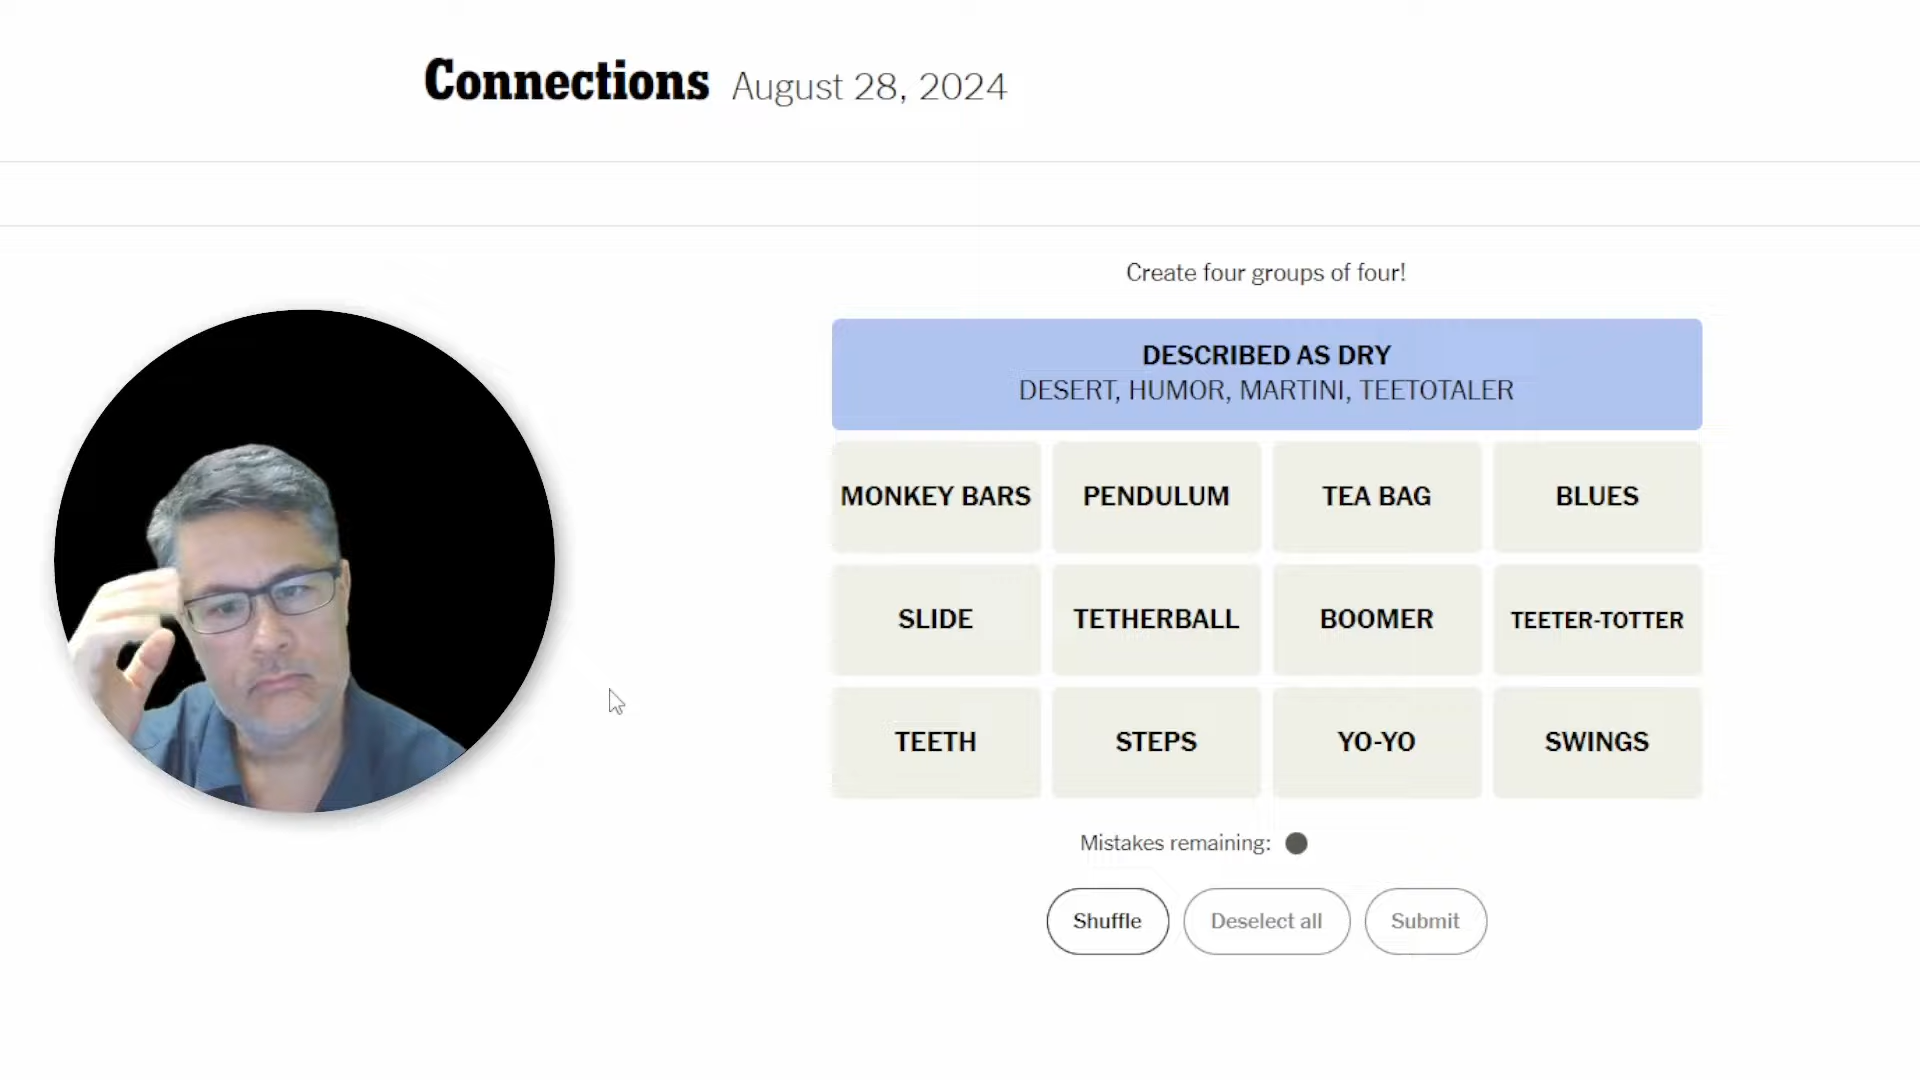 Connections August 28, 2024
Create four groups of four!
DESCRIBED AS DRY
DESERT, HUMOR, MARTINI, TEETOTALER
MONKEY BARS PENDULUM TEA BAG BLUES
SLIDE TETHERBALL BOOMER TEETER-TOTTER
TEETH STEPS YO-YO SWINGS
Mistakes remaining:
Shuffle Deselect all Submit